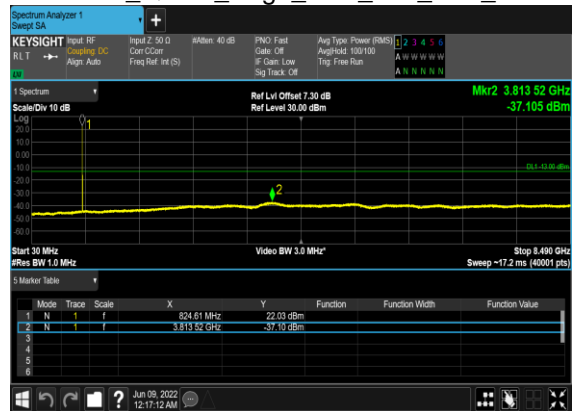 Spectrum Analyzer 1
Swept SA
KEYSIGHT Input: RF Input Z: 50 Ω #Atten: 40 dB PNO: Fast Avg Type: Power (RMS) 1 2 3 4 5 6
RLT Coupling: DC Corr CCorr Gate: Off Avg|Hold: 100/100 A W W W W W
Align: Auto Freq Ref: Int (S) IF Gain: Low Trig: Free Run
LW Sig Track: Off A N N N N N
1 Spectrum Ref Lvl Offset 7.30 dB Mkr2 3.813 52 GHz
Scale/Div 10 dB Ref Level 30.00 dBm -37.105 dBm
Log
20.0
10.0
0.00
-10.0
-20.0
-30.0
-40.0
-50.0
-60.0
1
DL1 -13.00 dBm
2
Start 30 MHz Video BW 3.0 MHz* Stop 8.490 GHz
#Res BW 1.0 MHz Sweep ~17.2 ms (40001 pts)
5 Marker Table
Mode Trace Scale X Y Function Function Width Function Value
1 N 1 f 824.61 MHz 22.03 dBm
2 N 1 f 3.813 52 GHz -37.10 dBm
3
4
5
6
? Jun 09, 2022
12:17:12 AM